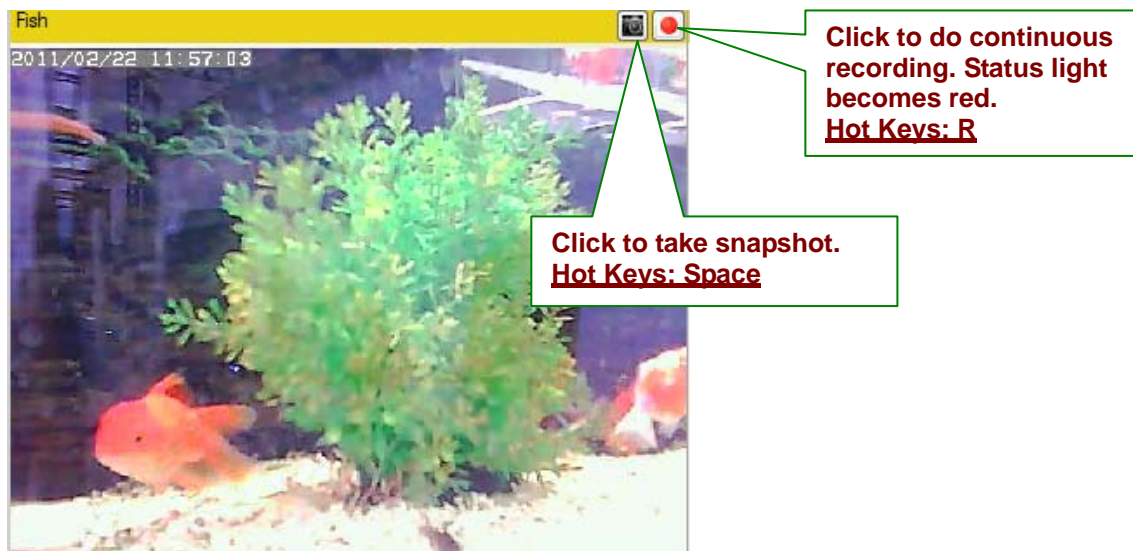 Fish
2011/02/22 11:57:03
Click to do continuous
recording. Status light
becomes red.
Hot Keys: R
Click to take snapshot.
Hot Keys: Space